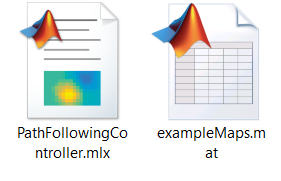 PathFollowingCo
ntroller.mlx
exampleMaps.m
at